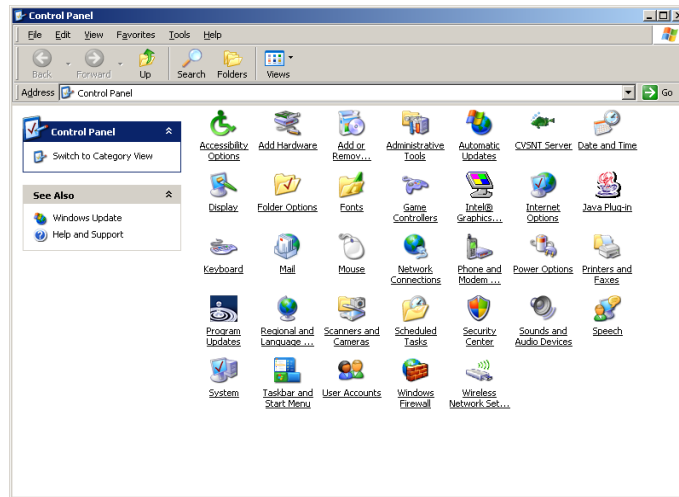 Control Panel
File Edit View Favorites Tools Help
Back Forward Up Search Folders Views
Address Control Panel Go
Control Panel
Switch to Category View
See Also
Windows Update
Help and Support
Accessibility Options
Add Hardware
Add or Remov...
Administrative Tools
Automatic Updates
CVSNT Server
Date and Time
Display
Folder Options
Fonts
Game Controllers
Intel® Graphics...
Internet Options
Java Plug-in
Keyboard
Mail
Mouse
Network Connections
Phone and Modem ...
Power Options
Printers and Faxes
Program Updates
Regional and Language ...
Scanners and Cameras
Scheduled Tasks
Security Center
Sounds and Audio Devices
Speech
System
Taskbar and Start Menu
User Accounts
Windows Firewall
Wireless Network Set...